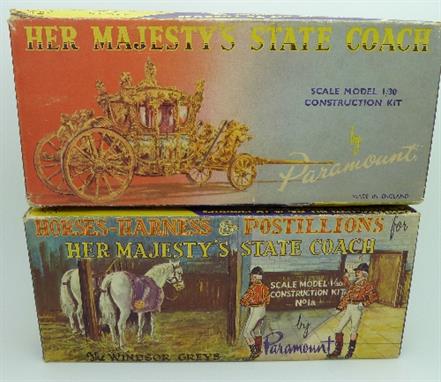 HER MAJESTY'S STATE COACH
SCALE MODEL 1:30
CONSTRUCTION KIT
by
Paramount
MADE IN ENGLAND
HORSES-HARNESS & POSTILLIONS for
HER MAJESTY'S STATE COACH
SCALE MODEL 1:30
CONSTRUCTION KIT
No 1a
by
Paramount
The WINDSOR GREYS